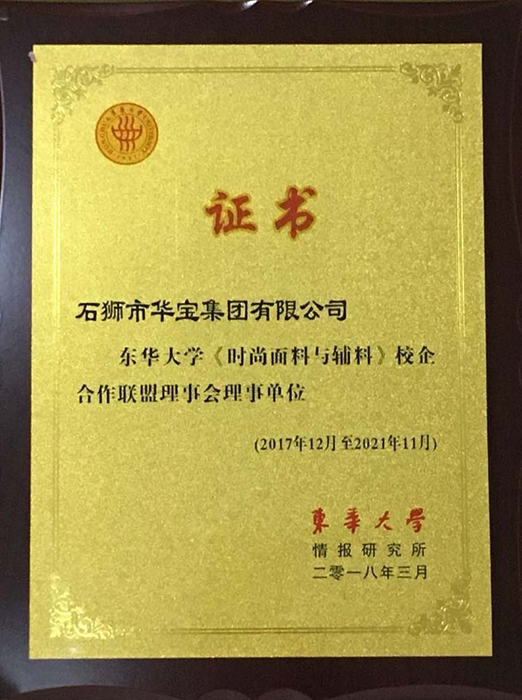 证书
石狮市华宝集团有限公司
东华大学《时尚面料与辅料》校企
合作联盟理事会理事单位
(2017年12月至2021年11月)
東華大學
情报研究所
二零一八年三月